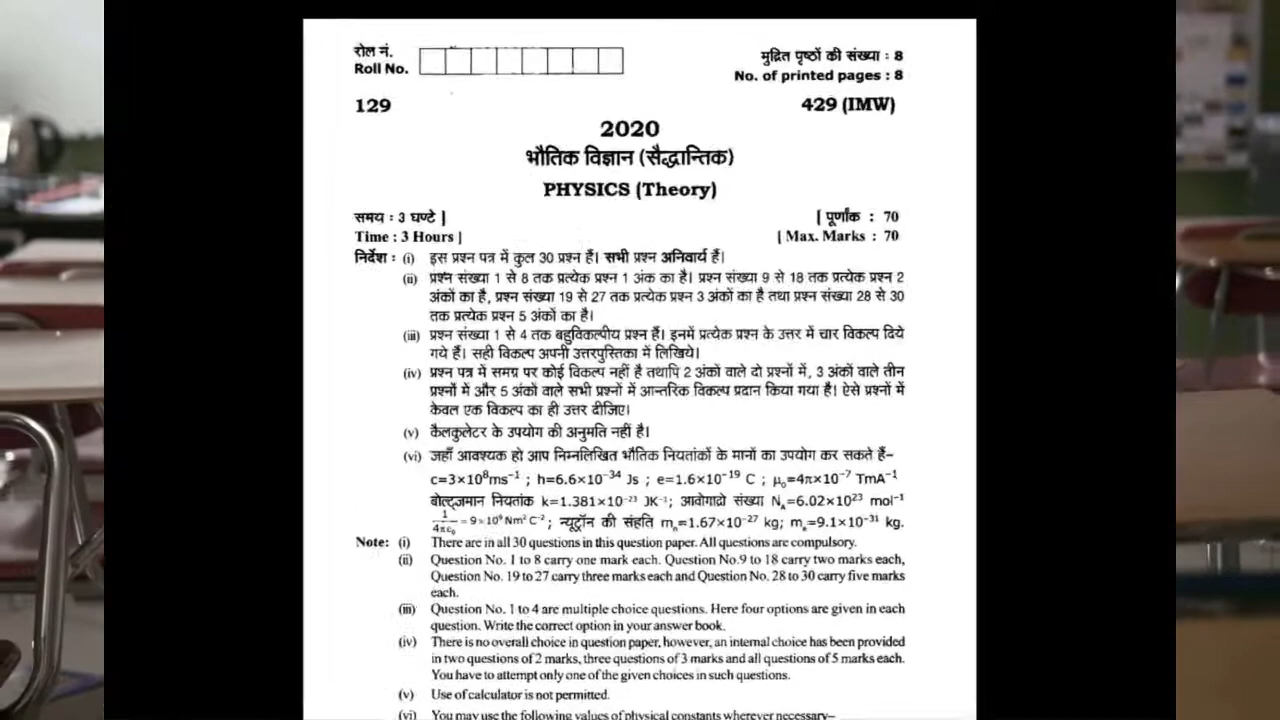 रोल नं.
Roll No.
मुद्रित पृष्ठों की संख्या : 8
No. of printed pages : 8
129
429 (IMW)
2020
भौतिक विज्ञान (सैद्धान्तिक)
PHYSICS (Theory)
समय : 3 घण्टे ]
[ पूर्णांक : 70
Time : 3 Hours ]
[ Max. Marks : 70
निर्देश : (i) इस प्रश्न पत्र में कुल 30 प्रश्न हैं। सभी प्रश्न अनिवार्य हैं।
(ii) प्रश्न संख्या 1 से 8 तक प्रत्येक प्रश्न 1 अंक का है। प्रश्न संख्या 9 से 18 तक प्रत्येक प्रश्न 2
अंकों का है, प्रश्न संख्या 19 से 27 तक प्रत्येक प्रश्न 3 अंकों का है तथा प्रश्न संख्या 28 से 30
तक प्रत्येक प्रश्न 5 अंकों का है।
(iii) प्रश्न संख्या 1 से 4 तक बहुविकल्पीय प्रश्न हैं। इनमें प्रत्येक प्रश्न के उत्तर में चार विकल्प दिये
गये हैं। सही विकल्प अपनी उत्तरपुस्तिका में लिखिये।
(iv) प्रश्न पत्र में समग्र पर कोई विकल्प नहीं है तथापि 2 अंकों वाले दो प्रश्नों में, 3 अंकों वाले तीन
प्रश्नों में और 5 अंकों वाले सभी प्रश्नों में आन्तरिक विकल्प प्रदान किया गया है। ऐसे प्रश्नों में
केवल एक विकल्प का ही उत्तर दीजिए।
(v) कैलकुलेटर के उपयोग की अनुमति नहीं है।
(vi) जहाँ आवश्यक हो आप निम्नलिखित भौतिक नियतांकों के मानों का उपयोग कर सकते हैं–
c=3×10⁸ms⁻¹ ; h=6.6×10⁻³⁴ Js ; e=1.6×10⁻¹⁹ C ; μ₀=4π×10⁻⁷ TmA⁻¹
बोल्ट्जमान नियतांक k=1.381×10⁻²³ JK⁻¹; आवोगाद्रो संख्या N_A=6.02×10²³ mol⁻¹
1/4πε₀ = 9×10⁹ Nm² C⁻²; न्यूट्रॉन की संहति mₙ=1.67×10⁻²⁷ kg; mₑ=9.1×10⁻³¹ kg.
Note: (i) There are in all 30 questions in this question paper. All questions are compulsory.
(ii) Question No. 1 to 8 carry one mark each. Question No.9 to 18 carry two marks each,
Question No. 19 to 27 carry three marks each and Question No. 28 to 30 carry five marks
each.
(iii) Question No. 1 to 4 are multiple choice questions. Here four options are given in each
question. Write the correct option in your answer book.
(iv) There is no overall choice in question paper, however, an internal choice has been provided
in two questions of 2 marks, three questions of 3 marks and all questions of 5 marks each.
You have to attempt only one of the given choices in such questions.
(v) Use of calculator is not permitted.
(vi) You may use the following values of physical constants wherever necessary–